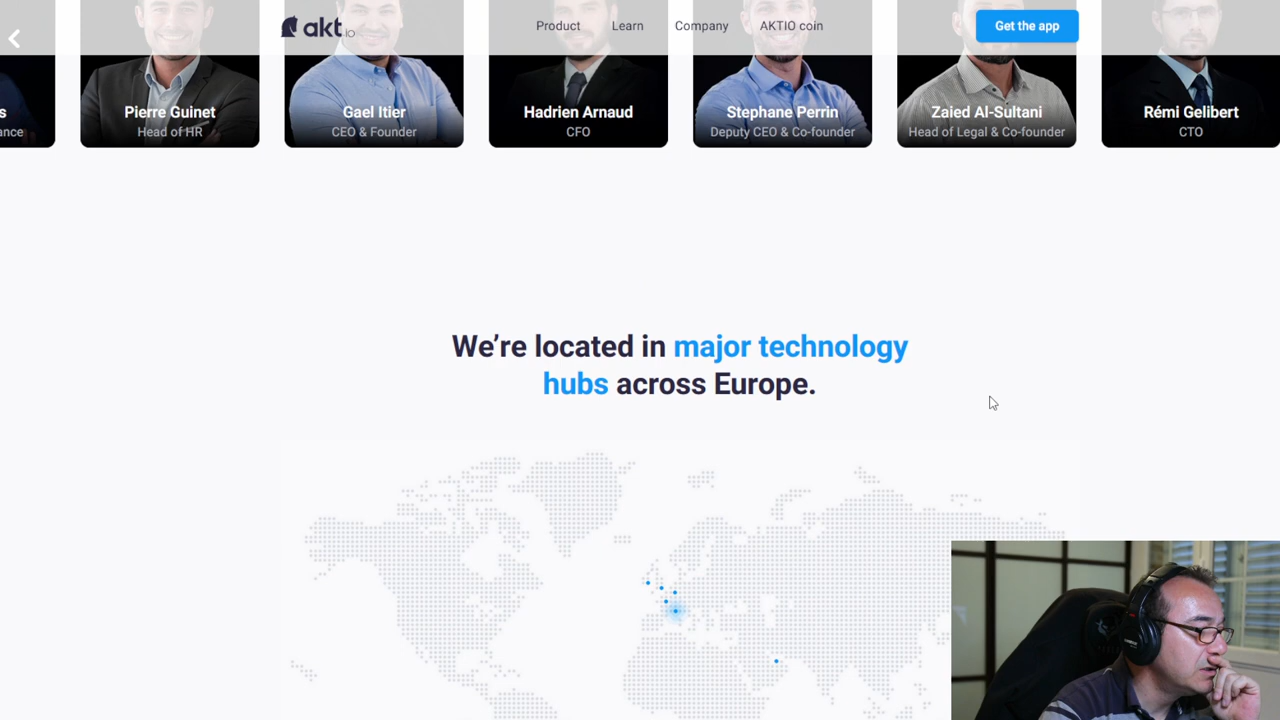 akt.io
Product
Learn
Company
AKTIO coin
Get the app
s
ance
Pierre Guinet
Head of HR
Gael Itier
CEO & Founder
Hadrien Arnaud
CFO
Stephane Perrin
Deputy CEO & Co-founder
Zaied Al-Sultani
Head of Legal & Co-founder
Rémi Gelibert
CTO
We’re located in major technology
hubs across Europe.